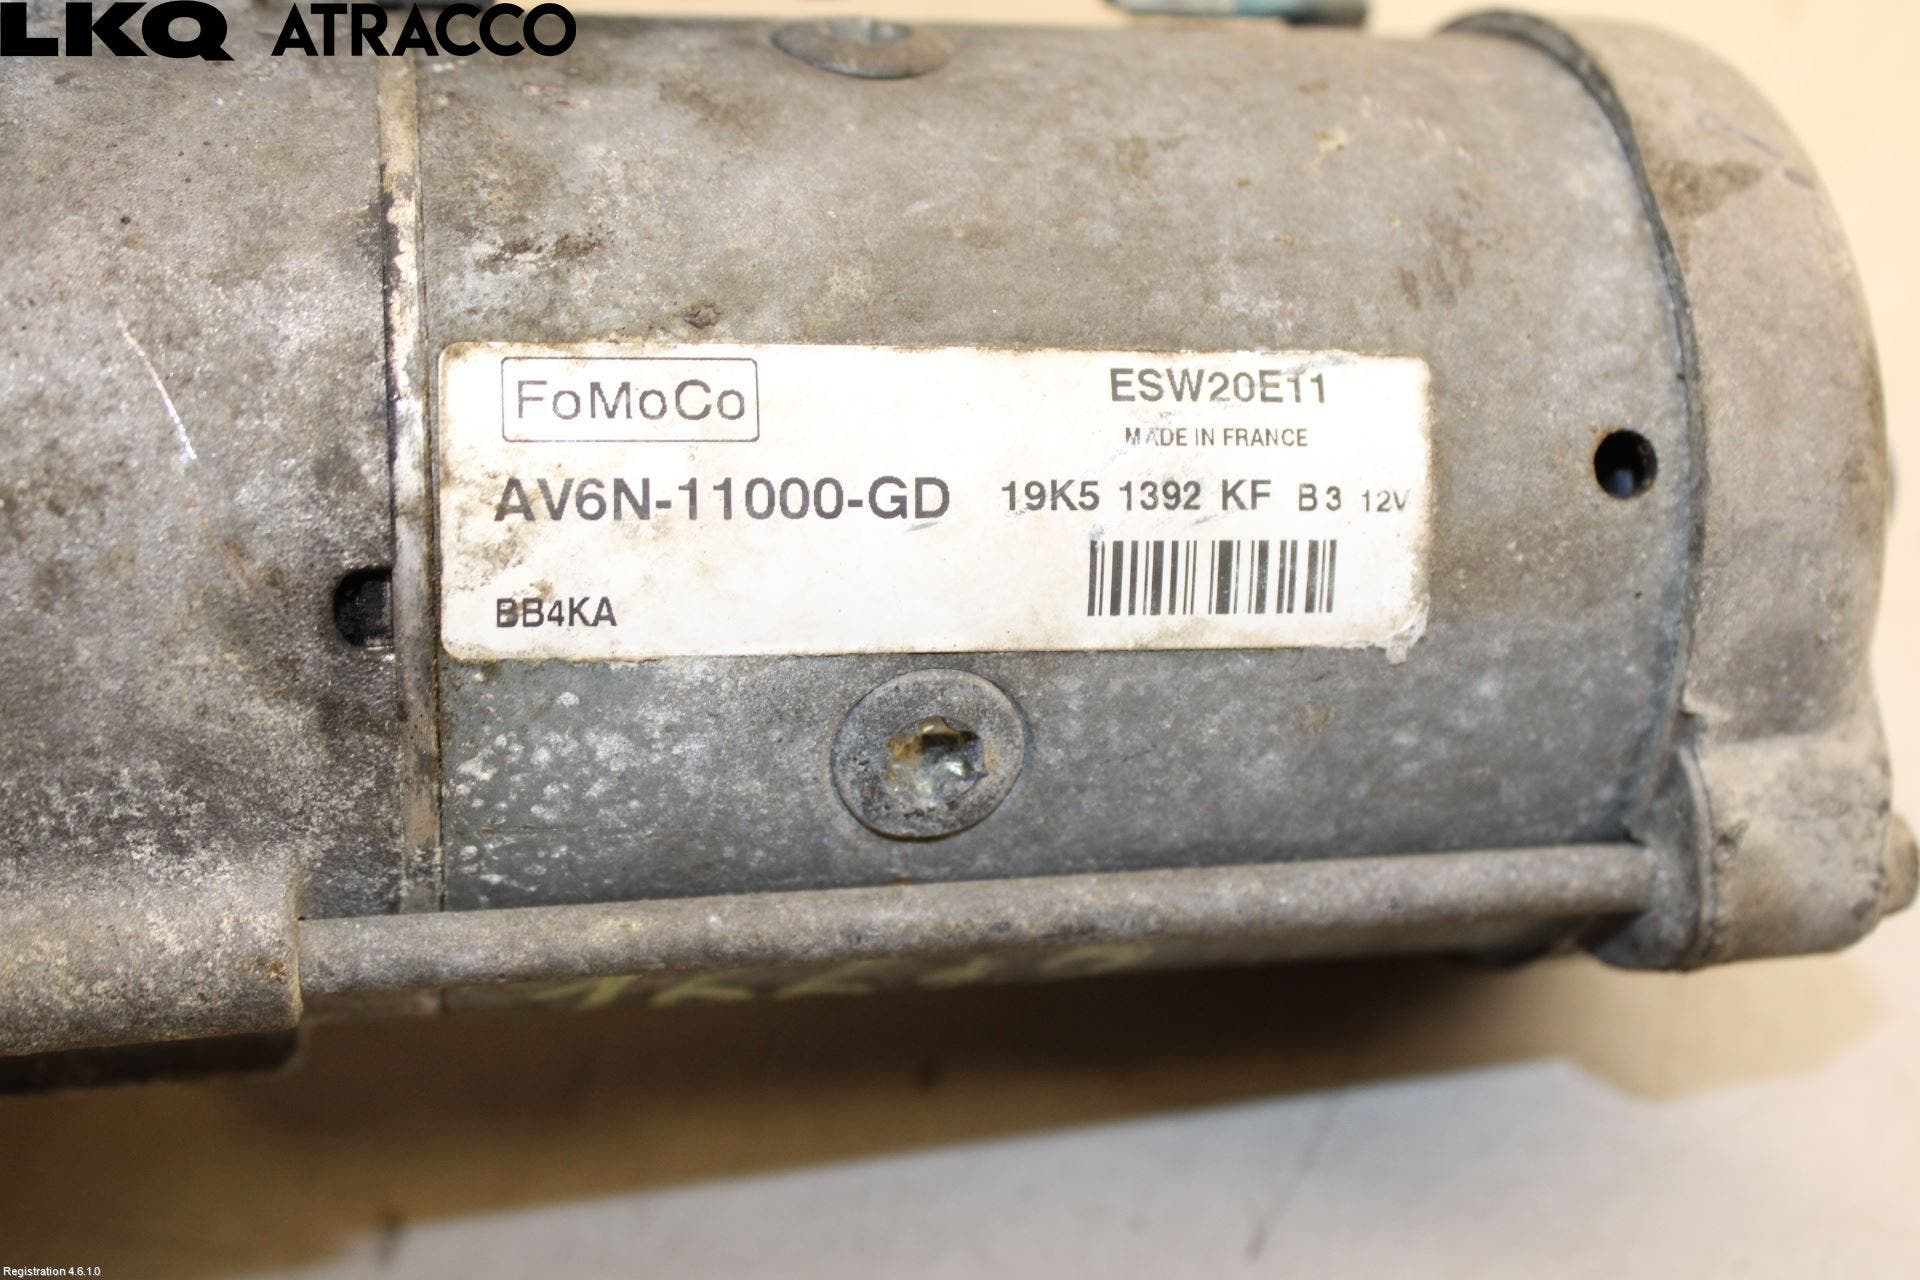 LKQ ATRACCO
FoMoCo
ESW20E11
MADE IN FRANCE
AV6N-11000-GD 19K5 1392 KF B3 12V
BB4KA
Registration 4.6.1.0